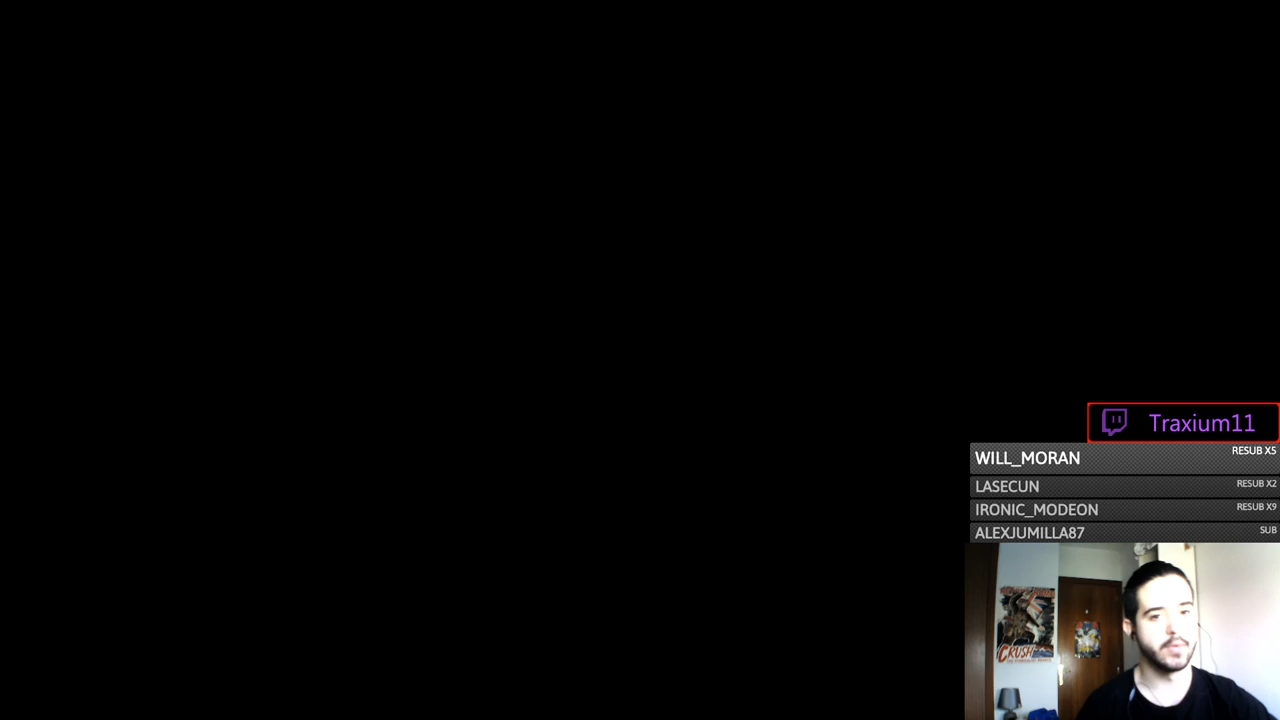 Traxium11
WILL_MORAN RESUB X5
LASECUN RESUB X2
IRONIC_MODEON RESUB X9
ALEXJUMILLA87 SUB
CRUSH